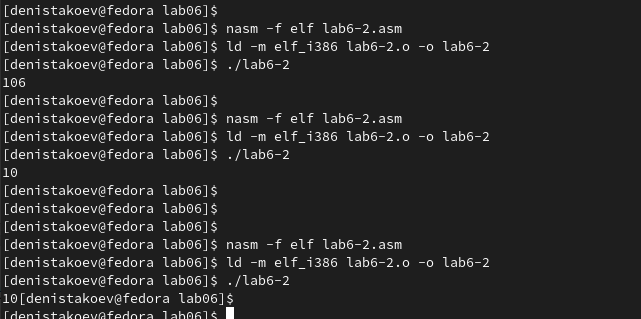 [denistakoev@fedora lab06]$
[denistakoev@fedora lab06]$ nasm -f elf lab6-2.asm
[denistakoev@fedora lab06]$ ld -m elf_i386 lab6-2.o -o lab6-2
[denistakoev@fedora lab06]$ ./lab6-2
106
[denistakoev@fedora lab06]$
[denistakoev@fedora lab06]$ nasm -f elf lab6-2.asm
[denistakoev@fedora lab06]$ ld -m elf_i386 lab6-2.o -o lab6-2
[denistakoev@fedora lab06]$ ./lab6-2
10
[denistakoev@fedora lab06]$
[denistakoev@fedora lab06]$
[denistakoev@fedora lab06]$ nasm -f elf lab6-2.asm
[denistakoev@fedora lab06]$ ld -m elf_i386 lab6-2.o -o lab6-2
[denistakoev@fedora lab06]$ ./lab6-2
10[denistakoev@fedora lab06]$
[denistakoev@fedora lab06]$